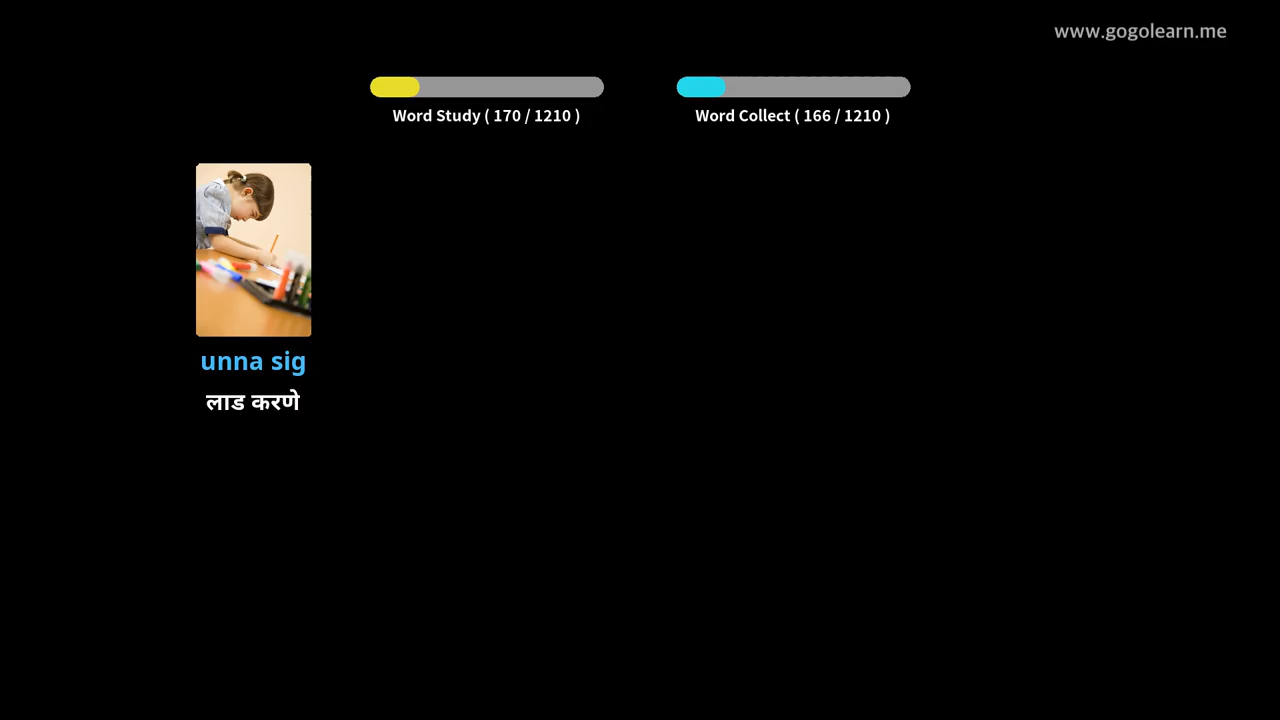 www.gogolearn.me
Word Study ( 170 / 1210 )
Word Collect ( 166 / 1210 )
unna sig
लाड करणे